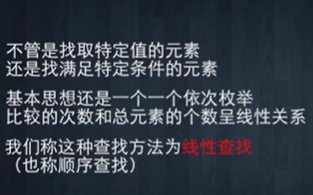 不管是找取特定值的元素
还是找满足特定条件的元素
基本思想还是一个一个依次枚举
比较的次数和总元素的个数呈线性关系
我们称这种查找方法为线性查找
（也称顺序查找）